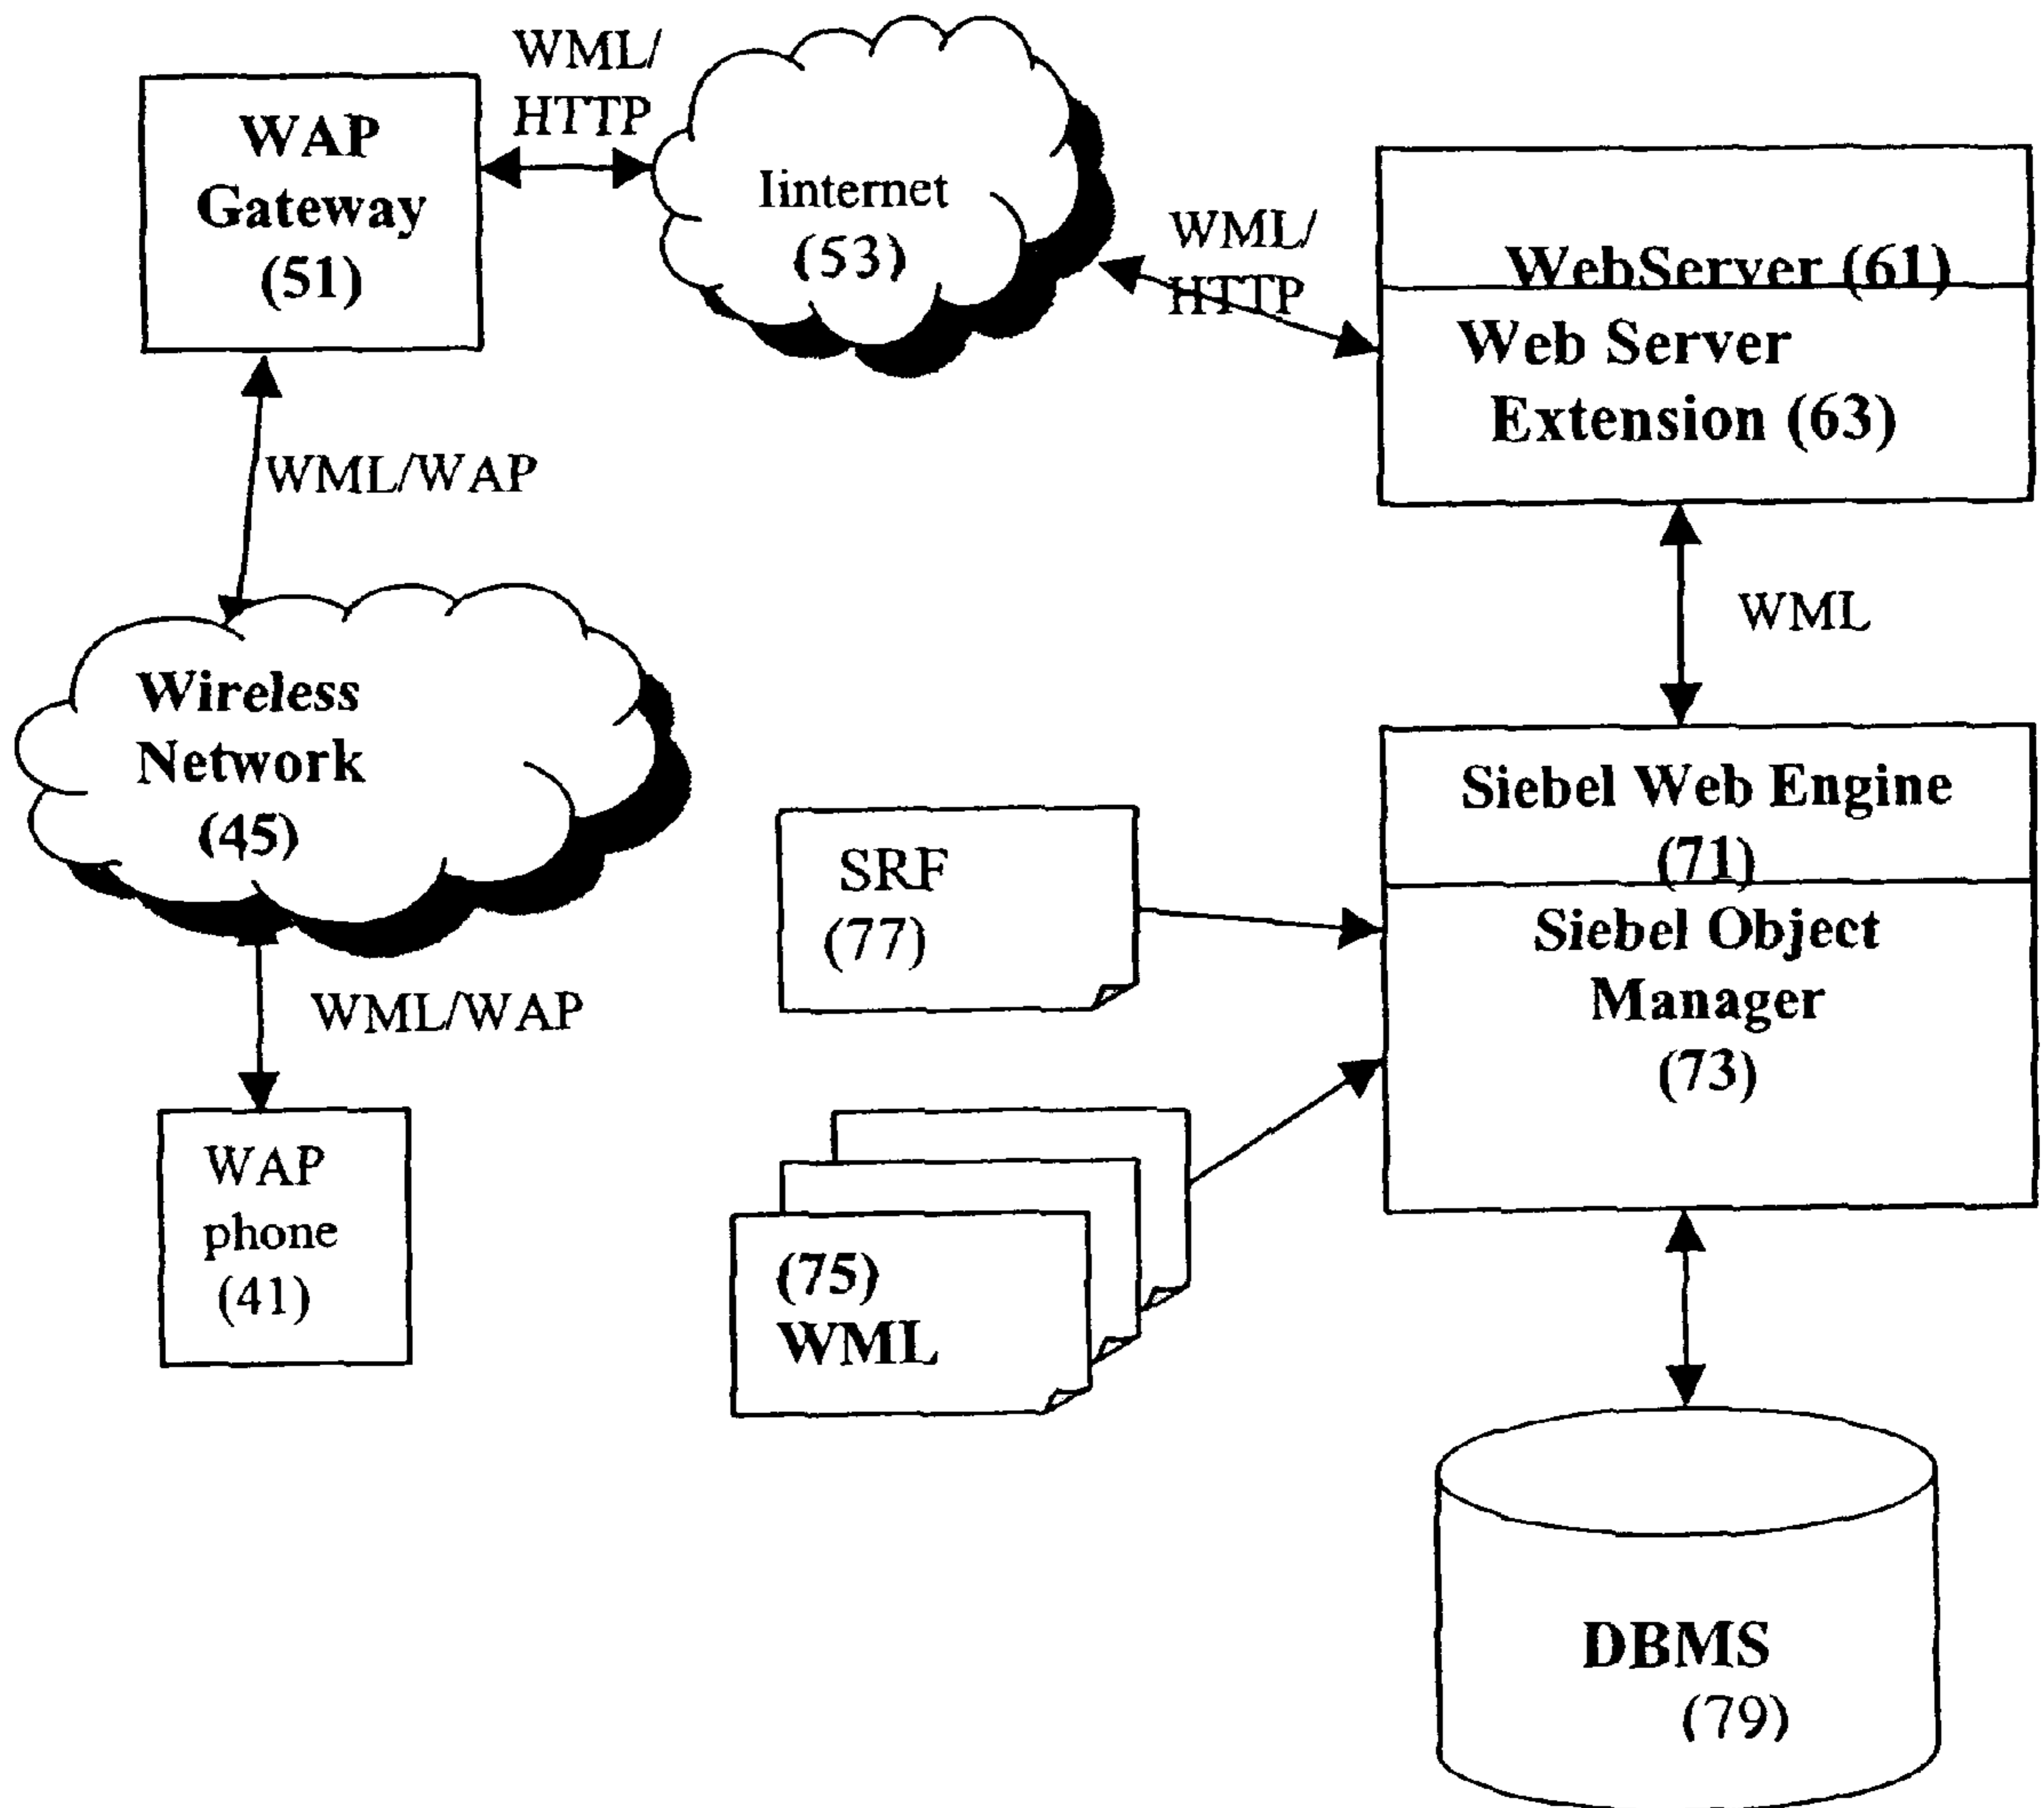 WML/
HTTP
WAP
Gateway
(51)
Iinternet
(53)
WML/
HTTP
WebServer (61)
Web Server
Extension (63)
WML/WAP
WML
Wireless
Network
(45)
Siebel Web Engine
(71)
SRF
(77)
Siebel Object
Manager
(73)
WML/WAP
WAP
phone
(41)
(75)
WML
DBMS
(79)